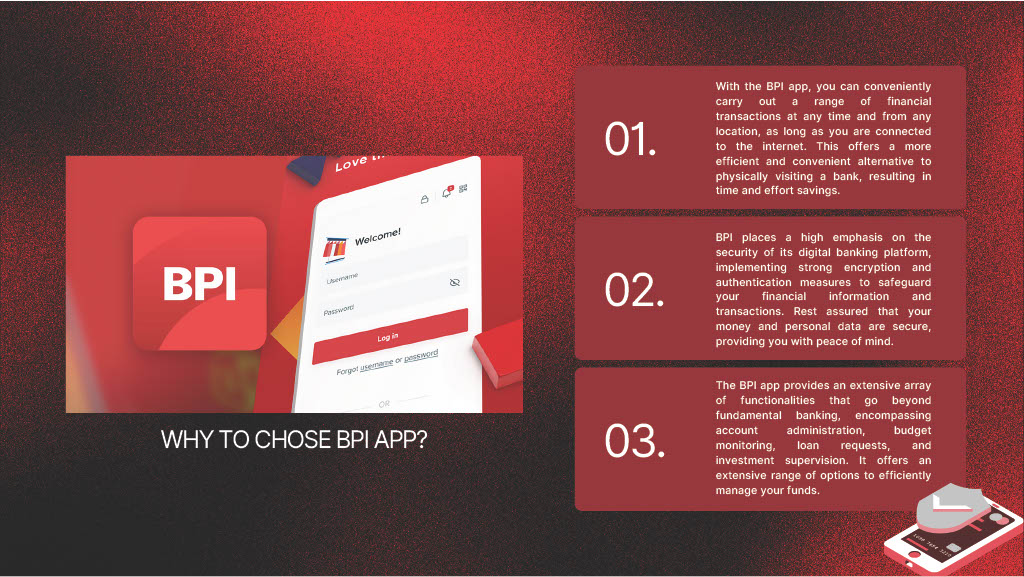 BPI
Love
Welcome!
Username
Password
Log in
Forgot username or password
OR
WHY TO CHOSE BPI APP?
01.
With the BPI app, you can conveniently
carry out a range of financial
transactions at any time and from any
location, as long as you are connected
to the internet. This offers a more
efficient and convenient alternative to
physically visiting a bank, resulting in
time and effort savings.
02.
BPI places a high emphasis on the
security of its digital banking platform,
implementing strong encryption and
authentication measures to safeguard
your financial information and
transactions. Rest assured that your
money and personal data are secure,
providing you with peace of mind.
03.
The BPI app provides an extensive array
of functionalities that go beyond
fundamental banking, encompassing
account administration, budget
monitoring, loan requests, and
investment supervision. It offers an
extensive range of options to efficiently
manage your funds.